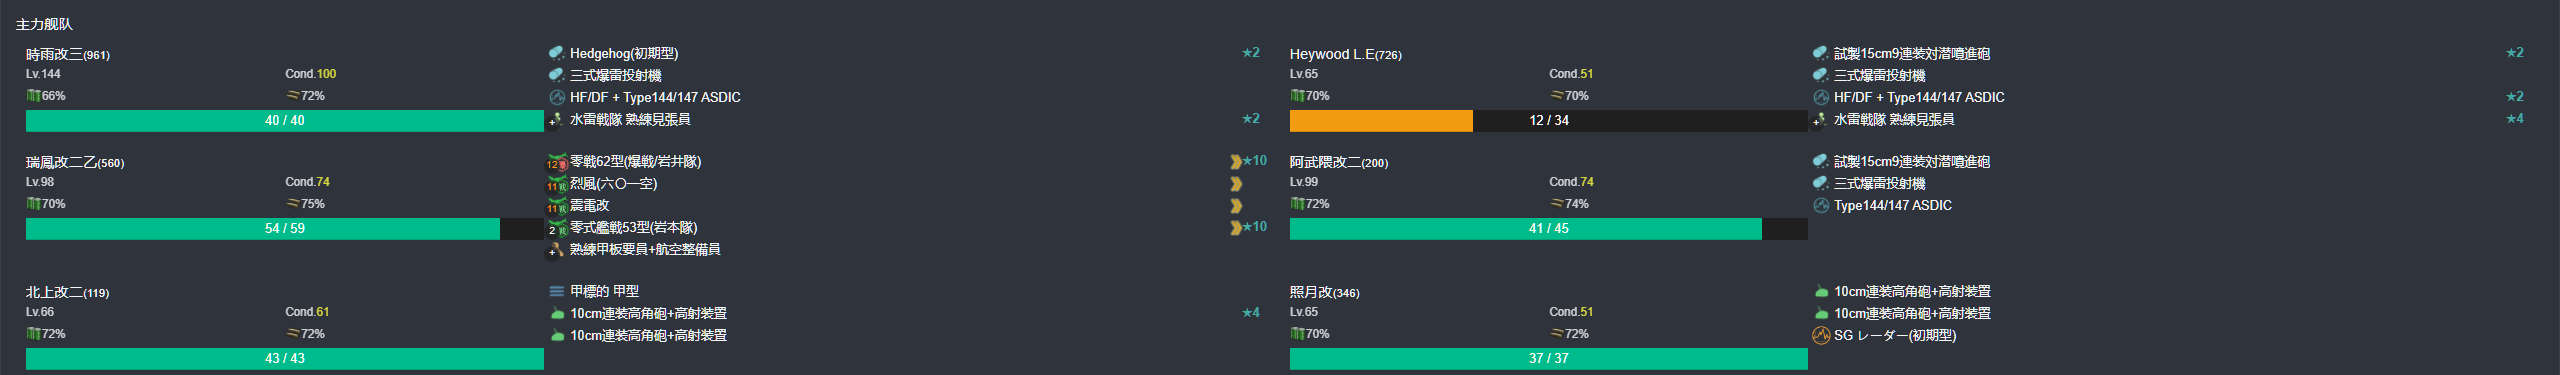 主力舰队
時雨改三(961)
Lv.144 Cond.100
66% 72%
40 / 40
Hedgehog(初期型) ★2
三式爆雷投射機
HF/DF + Type144/147 ASDIC
水雷戦隊 熟練見張員 ★2
Heywood L.E(726)
Lv.65 Cond.51
70% 70%
12 / 34
試製15cm9連装対潜噴進砲 ★2
三式爆雷投射機
HF/DF + Type144/147 ASDIC ★2
水雷戦隊 熟練見張員 ★4
瑞鳳改二乙(560)
Lv.98 Cond.74
70% 75%
54 / 59
12 零戦62型(爆戦/岩井隊) ★10
11 烈風(六〇一空)
11 震電改
2 零式艦戦53型(岩本隊) ★10
熟練甲板要員+航空整備員
阿武隈改二(200)
Lv.99 Cond.74
72% 74%
41 / 45
試製15cm9連装対潜噴進砲
三式爆雷投射機
Type144/147 ASDIC
北上改二(119)
Lv.66 Cond.61
72% 72%
43 / 43
甲標的 甲型
10cm連装高角砲+高射装置 ★4
10cm連装高角砲+高射装置
照月改(346)
Lv.65 Cond.51
70% 72%
37 / 37
10cm連装高角砲+高射装置
10cm連装高角砲+高射装置
SG レーダー(初期型)